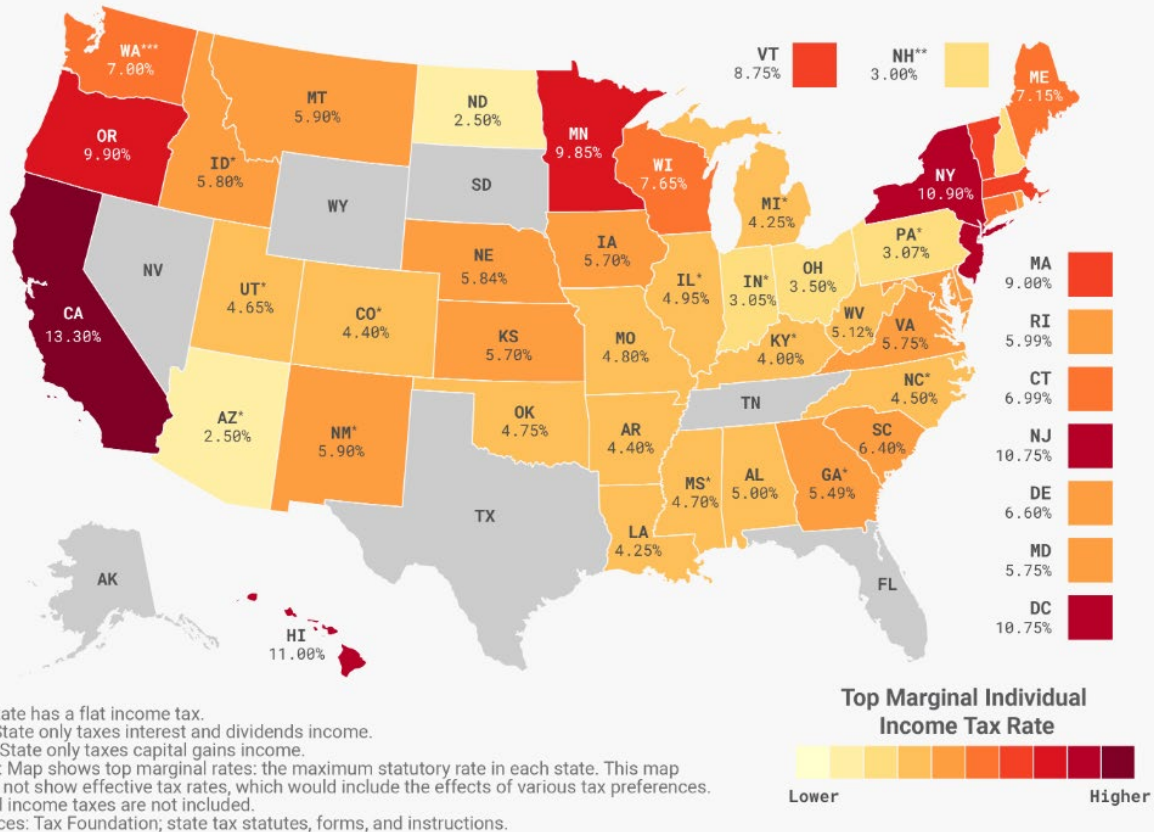 WA***
7.00%
OR
9.90%
CA
13.30%
NV
ID*
5.80%
MT
5.90%
WY
UT*
4.65%
AZ*
2.50%
CO*
4.40%
NM*
5.90%
ND
2.50%
SD
NE
5.84%
KS
5.70%
OK
4.75%
TX
MN
9.85%
IA
5.70%
MO
4.80%
AR
4.40%
LA
4.25%
WI
7.65%
IL*
4.95%
MI*
4.25%
IN*
3.05%
OH
3.50%
KY*
4.00%
TN
MS*
4.70%
AL
5.00%
GA*
5.49%
FL
SC
6.40%
NC*
4.50%
VA
5.75%
WV
5.12%
PA*
3.07%
NY
10.90%
VT
8.75%
NH**
3.00%
ME
7.15%
MA
9.00%
RI
5.99%
CT
6.99%
NJ
10.75%
DE
6.60%
MD
5.75%
DC
10.75%
AK
HI
11.00%
ate has a flat income tax.
State only taxes interest and dividends income.
State only taxes capital gains income.
: Map shows top marginal rates: the maximum statutory rate in each state. This map
not show effective tax rates, which would include the effects of various tax preferences.
l income taxes are not included.
ces: Tax Foundation; state tax statutes, forms, and instructions.
Top Marginal Individual
Income Tax Rate
Lower
Higher